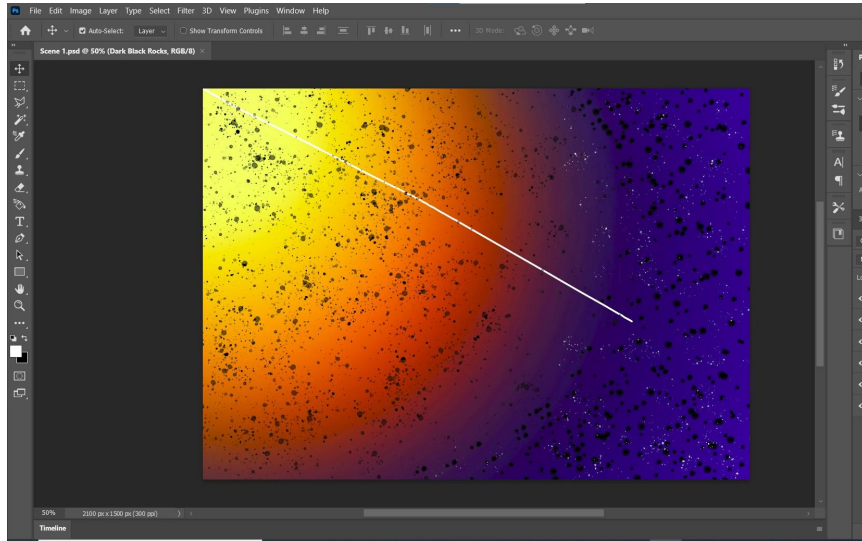 Ps File Edit Image Layer Type Select Filter 3D View Plugins Window Help
Auto-Select: Layer Show Transform Controls 3D Mode:
Scene 1.psd @ 50% (Dark Black Rocks, RGB/8) ×
50% 2100 px x 1500 px (300 ppi)
Timeline